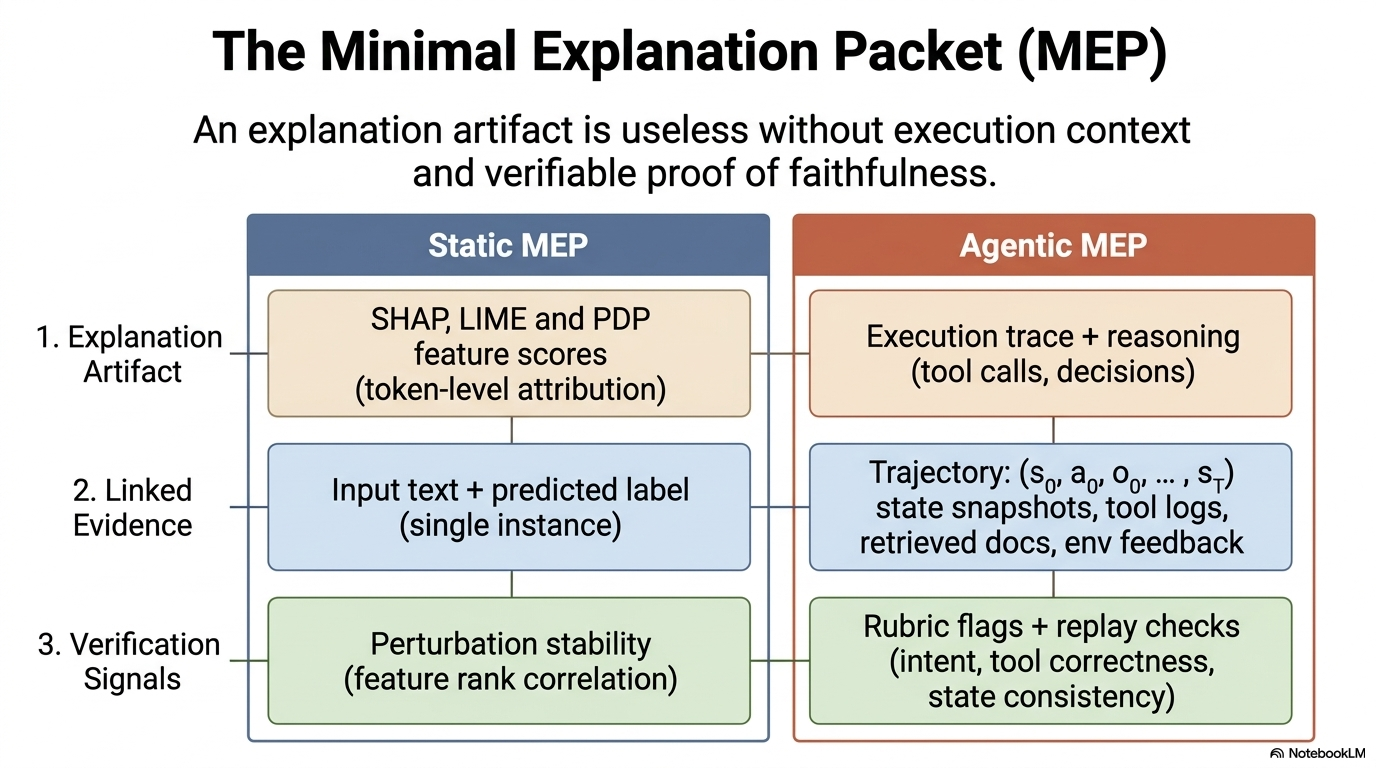 The Minimal Explanation Packet (MEP)
An explanation artifact is useless without execution context
and verifiable proof of faithfulness.
Static MEP
Agentic MEP
1. Explanation
Artifact
SHAP, LIME and PDP
feature scores
(token-level attribution)
Execution trace + reasoning
(tool calls, decisions)
2. Linked
Evidence
Input text + predicted label
(single instance)
Trajectory: (s₀, a₀, o₀, … , s_T)
state snapshots, tool logs,
retrieved docs, env feedback
3. Verification
Signals
Perturbation stability
(feature rank correlation)
Rubric flags + replay checks
(intent, tool correctness,
state consistency)
NotebookLM